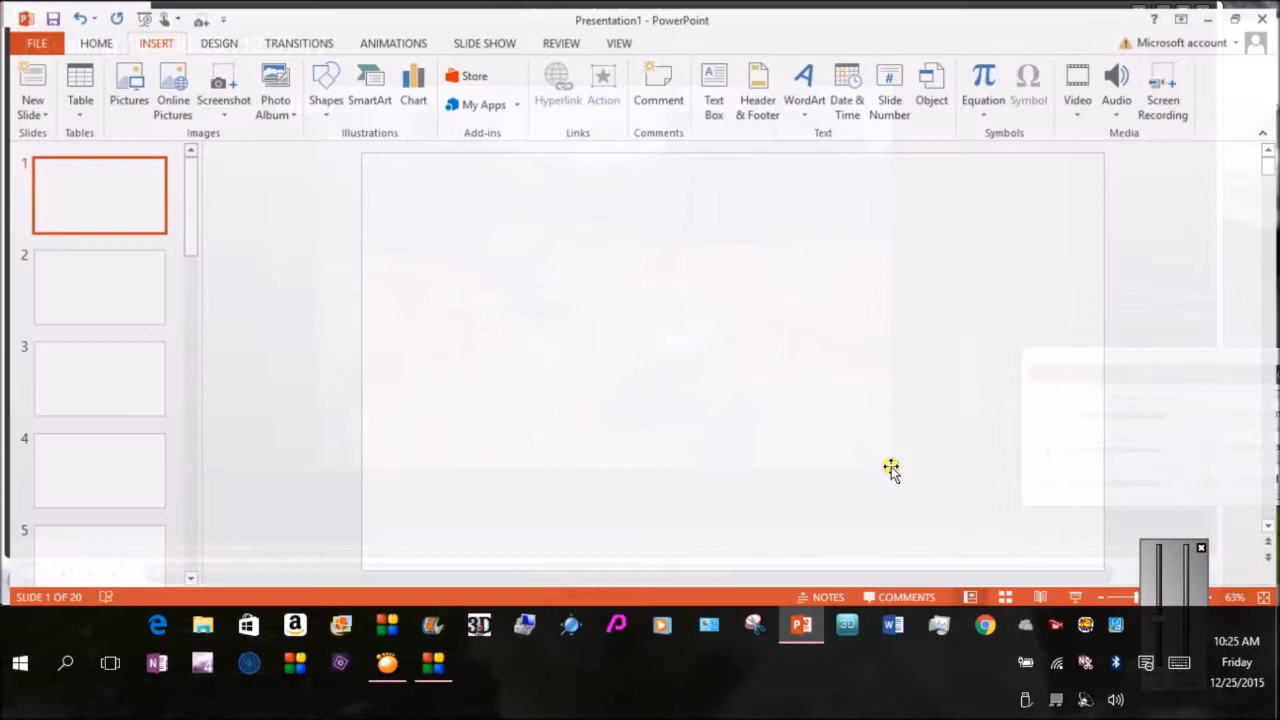 Presentation1 - PowerPoint
?
FILE HOME INSERT DESIGN TRANSITIONS ANIMATIONS SLIDE SHOW REVIEW VIEW Microsoft account
New Slide Table Pictures Online Pictures Screenshot Photo Album Shapes SmartArt Chart Store My Apps Hyperlink Action Comment Text Box Header & Footer WordArt Date & Time Slide Number Object Equation Symbol Video Audio Screen Recording
Slides Tables Images Illustrations Add-ins Links Comments Text Symbols Media
1
2
3
4
5
SLIDE 1 OF 20 NOTES COMMENTS 63%
10:25 AM
Friday
12/25/2015